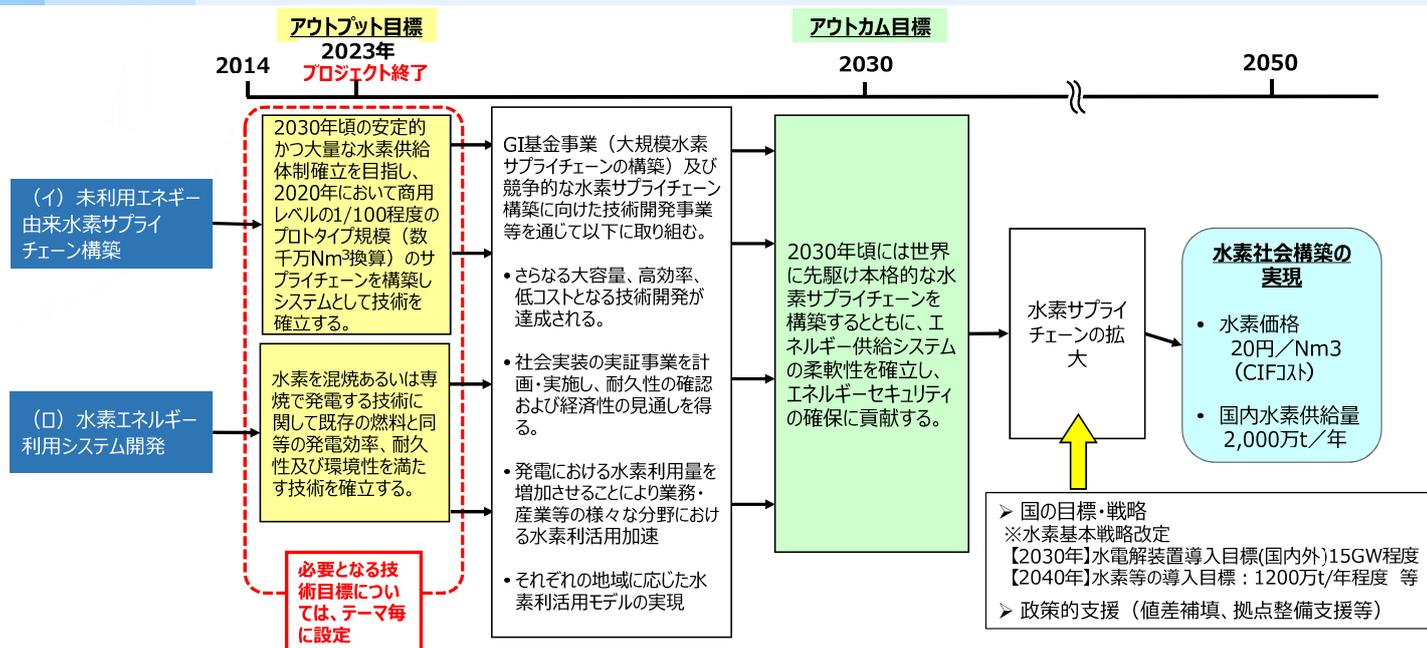 アウトプット目標
アウトカム目標
2014
2023年
プロジェクト終了
2030
2050
（イ）未利用エネギー
由来水素サプライ
チェーン構築
（ロ）水素エネルギー
利用システム開発
2030年頃の安定的
かつ大量な水素供給
体制確立を目指し、
2020年において商用
レベルの1/100程度の
プロトタイプ規模（数
千万Nm³換算）のサ
プライチェーンを構築し
システムとして技術を
確立する。
水素を混焼あるいは専
焼で発電する技術に
関して既存の燃料と同
等の発電効率、耐久
性及び環境性を満た
す技術を確立する。
必要となる技
術目標につい
ては、テーマ毎
に設定
GI基金事業（大規模水素
サプライチェーンの構築）及び
競争的な水素サプライチェーン
構築に向けた技術開発事業
等を通じて以下に取り組む。
• さらなる大容量、高効率、
低コストとなる技術開発が
達成される。
• 社会実装の実証事業を計
画・実施し、耐久性の確認
および経済性の見通しを得
る。
• 発電における水素利用量を
増加させることにより業務・
産業等の様々な分野におけ
る水素利活用加速
• それぞれの地域に応じた水
素利活用モデルの実現
2030年頃には世界
に先駆け本格的な水
素サプライチェーンを
構築するとともに、エ
ネルギー供給システム
の柔軟性を確立し、
エネルギーセキュリティ
の確保に貢献する。
水素サプライ
チェーンの拡
大
水素社会構築の
実現
• 水素価格
20円／Nm3
（CIFコスト）
• 国内水素供給量
2,000万t／年
➢ 国の目標・戦略
※水素基本戦略改定
【2030年】水電解装置導入目標(国内外)15GW程度
【2040年】水素等の導入目標：1200万t/年程度 等
➢ 政策的支援（値差補填、拠点整備支援等）